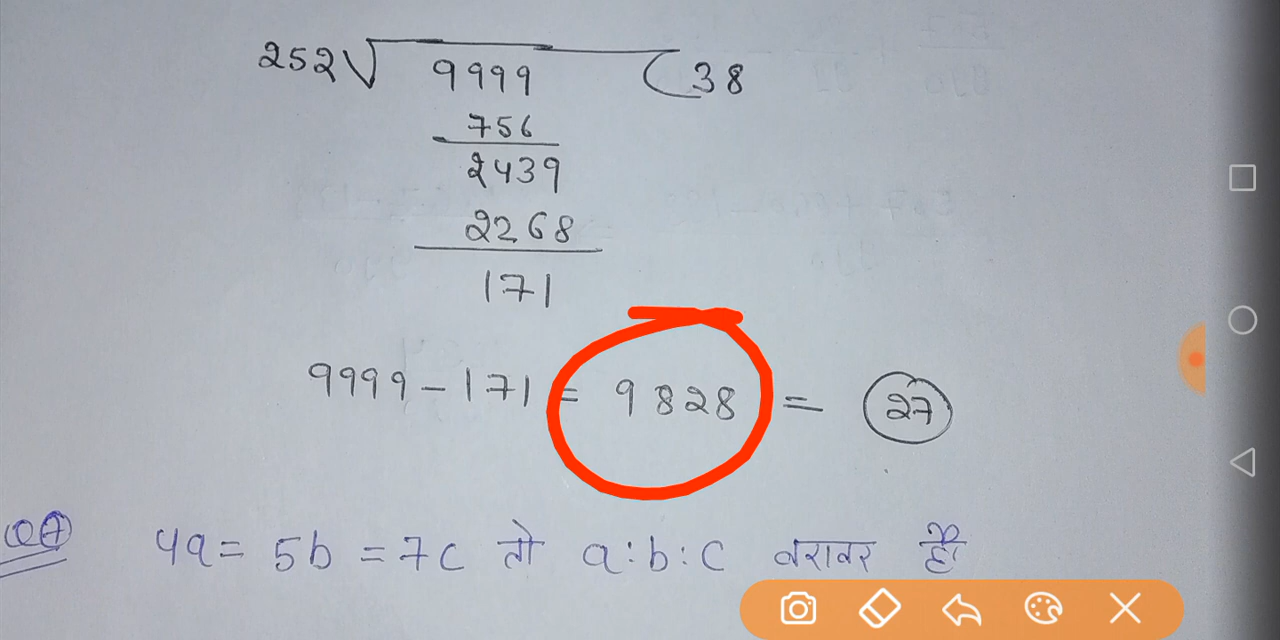 252√ 9999 (38
756
2439
2268
171
9999 - 171 = 9828 = 27
Q7 4a = 5b = 7c तो a:b:c बराबर है